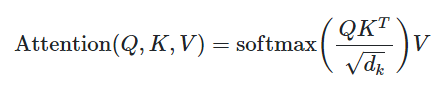 Attention(Q, K, V) = softmax(QK^T / √d_k)V